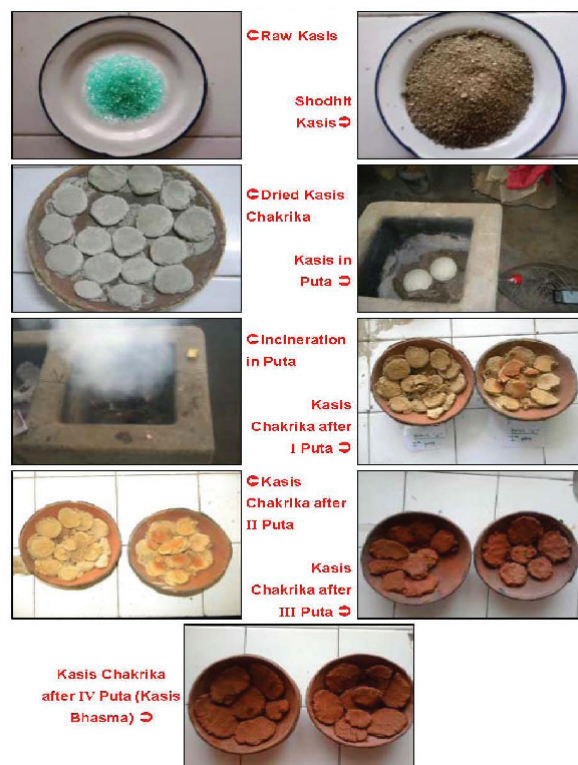 ⊂Raw Kasis
Shodhit
Kasis⊃
⊂Dried Kasis
Chakrika
Kasis in
Puta ⊃
⊂Incineration
in Puta
Kasis
Chakrika after
I Puta ⊃
⊂Kasis
Chakrika after
II Puta
Kasis
Chakrika after
III Puta ⊃
Kasis Chakrika
after IV Puta (Kasis
Bhasma) ⊃